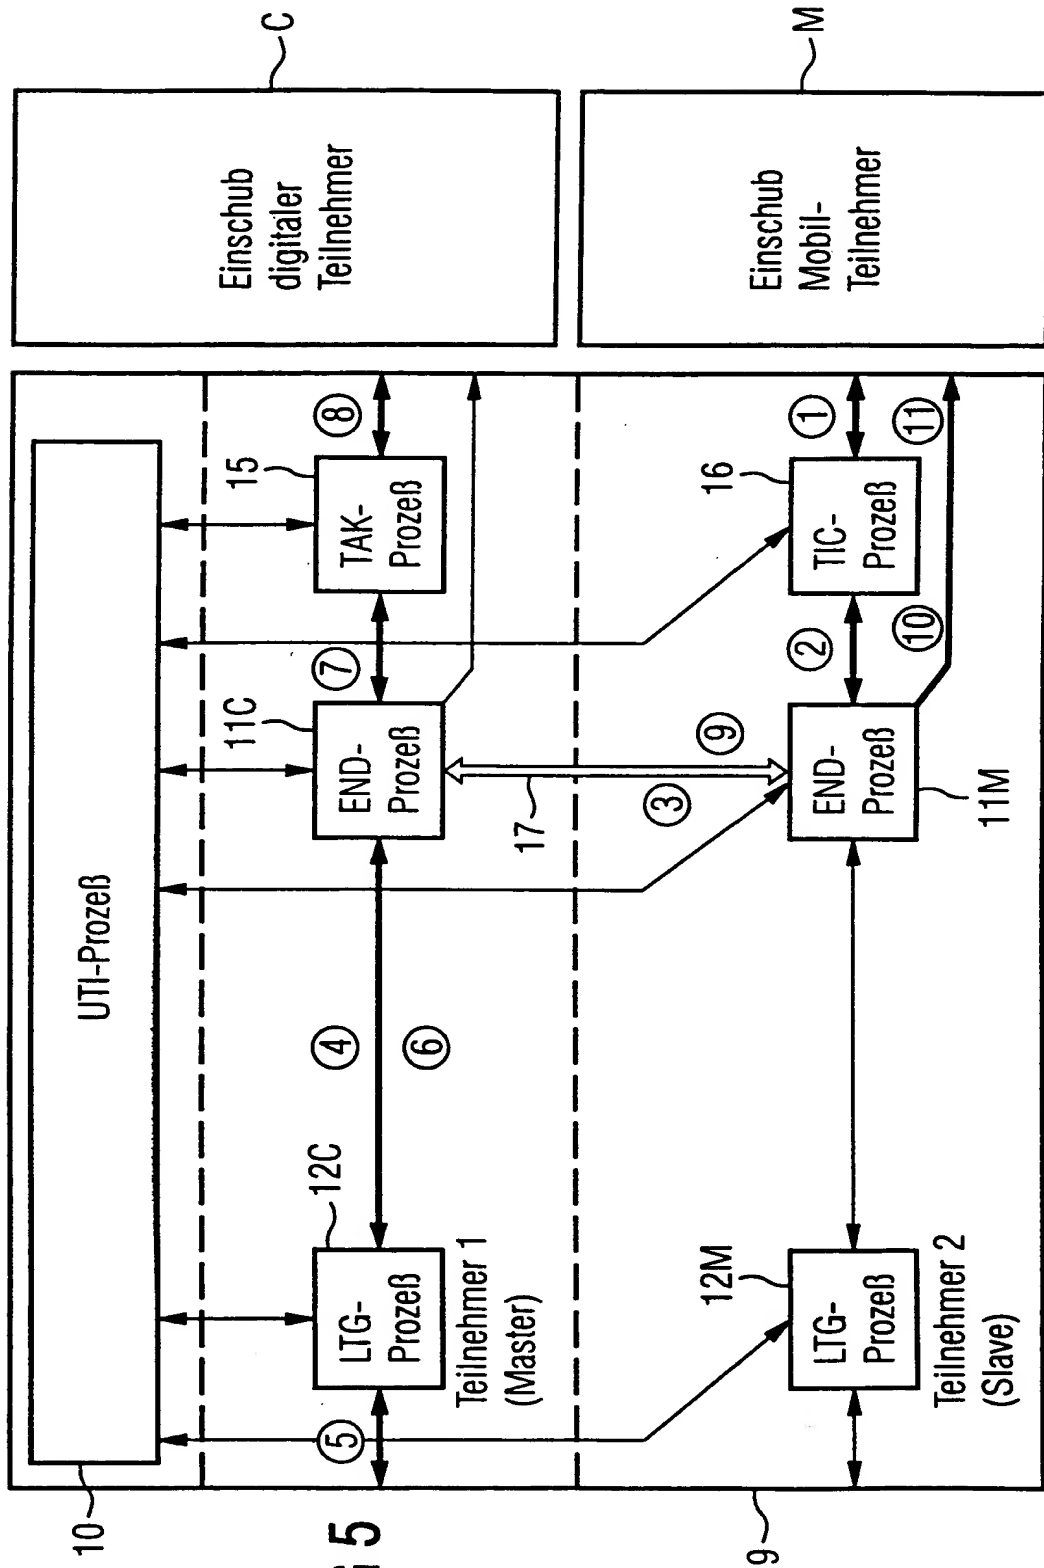 10
UTI-Prozeß
C
Einschub
digitaler
Teilnehmer
M
Einschub
Mobil-
Teilnehmer
⑤
12C
LTG-
Prozeß
Teilnehmer 1
(Master)
④
⑥
11C
END-
Prozeß
⑦
15
TAK-
Prozeß
⑧
17
③
⑨
12M
LTG-
Prozeß
Teilnehmer 2
(Slave)
END-
Prozeß
11M
②
16
TIC-
Prozeß
①
⑩
⑪
9
5